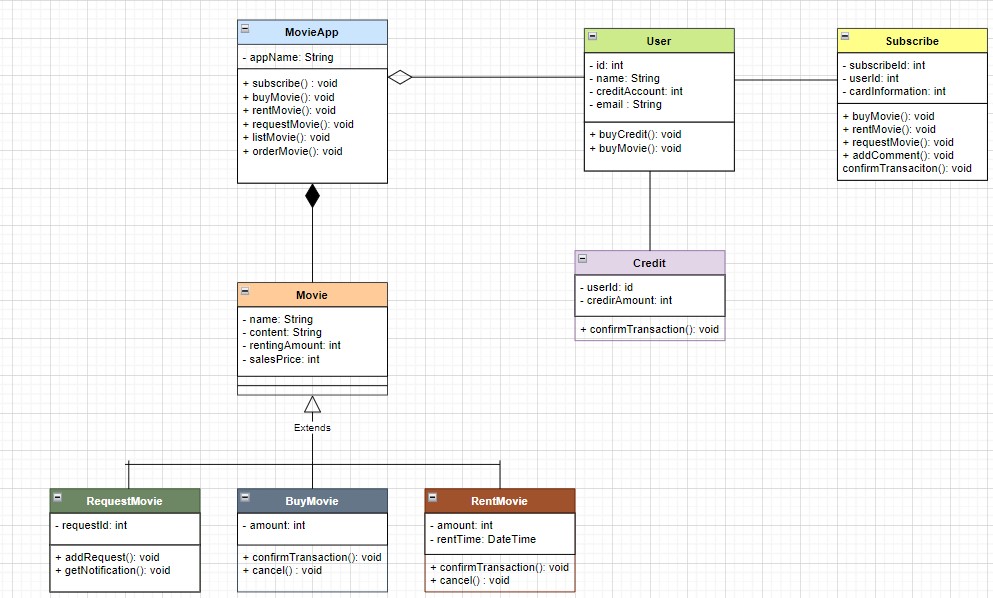 MovieApp
- appName: String
+ subscribe() : void
+ buyMovie(): void
+ rentMovie(): void
+ requestMovie(): void
+ listMovie(): void
+ orderMovie(): void
User
- id: int
- name: String
- creditAccount: int
- email : String
+ buyCredit(): void
+ buyMovie(): void
Subscribe
- subscribeId: int
- userId: int
- cardInformation: int
+ buyMovie(): void
+ rentMovie(): void
+ requestMovie(): void
+ addComment(): void
confirmTransaciton(): void
Credit
- userId: id
- credirAmount: int
+ confirmTransaction(): void
Movie
- name: String
- content: String
- rentingAmount: int
- salesPrice: int
Extends
RequestMovie
- requestId: int
+ addRequest(): void
+ getNotification(): void
BuyMovie
- amount: int
+ confirmTransaction(): void
+ cancel() : void
RentMovie
- amount: int
- rentTime: DateTime
+ confirmTransaction(): void
+ cancel() : void